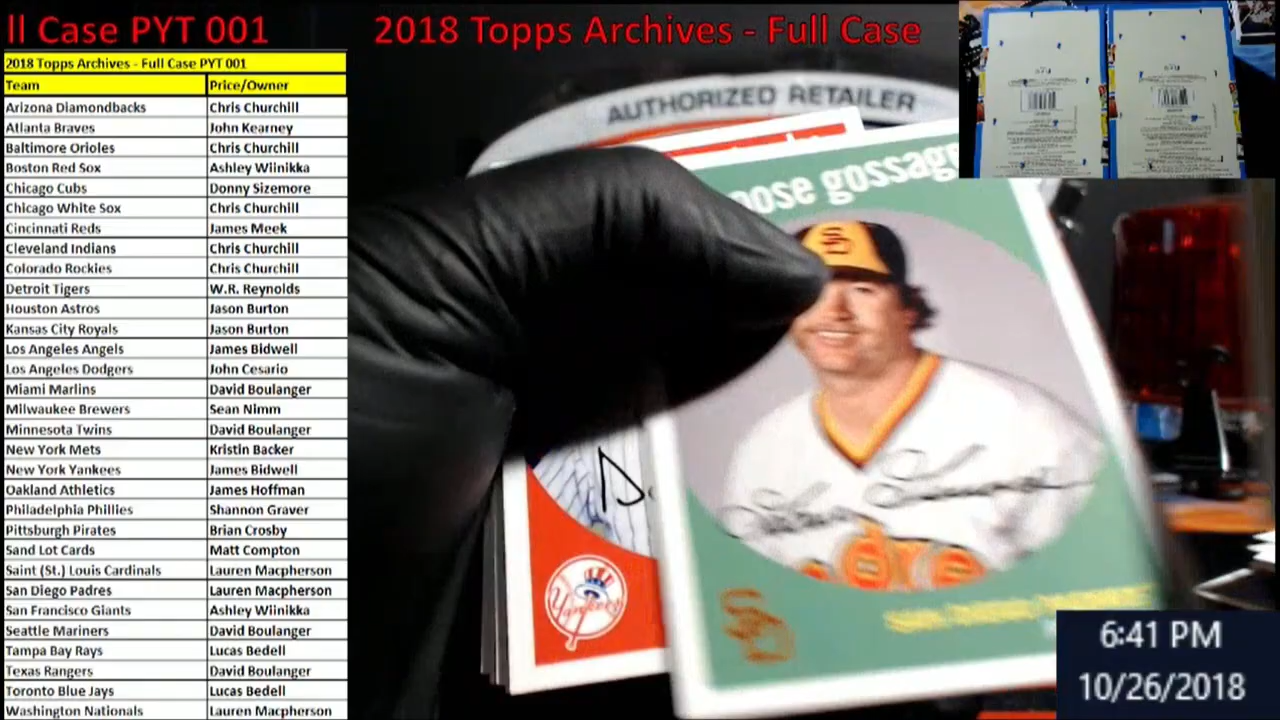 ll Case PYT 001
2018 Topps Archives - Full Case
2018 Topps Archives - Full Case PYT 001
Team Price/Owner
Arizona Diamondbacks Chris Churchill
Atlanta Braves John Kearney
Baltimore Orioles Chris Churchill
Boston Red Sox Ashley Wiinikka
Chicago Cubs Donny Sizemore
Chicago White Sox Chris Churchill
Cincinnati Reds James Meek
Cleveland Indians Chris Churchill
Colorado Rockies Chris Churchill
Detroit Tigers W.R. Reynolds
Houston Astros Jason Burton
Kansas City Royals Jason Burton
Los Angeles Angels James Bidwell
Los Angeles Dodgers John Cesario
Miami Marlins David Boulanger
Milwaukee Brewers Sean Nimm
Minnesota Twins David Boulanger
New York Mets Kristin Backer
New York Yankees James Bidwell
Oakland Athletics James Hoffman
Philadelphia Phillies Shannon Graver
Pittsburgh Pirates Brian Crosby
Sand Lot Cards Matt Compton
Saint (St.) Louis Cardinals Lauren Macpherson
San Diego Padres Lauren Macpherson
San Francisco Giants Ashley Wiinikka
Seattle Mariners David Boulanger
Tampa Bay Rays Lucas Bedell
Texas Rangers David Boulanger
Toronto Blue Jays Lucas Bedell
Washington Nationals Lauren Macpherson
AUTHORIZED RETAILER
oose gossag
SD
dre
Yankees
SD
6:41 PM
10/26/2018